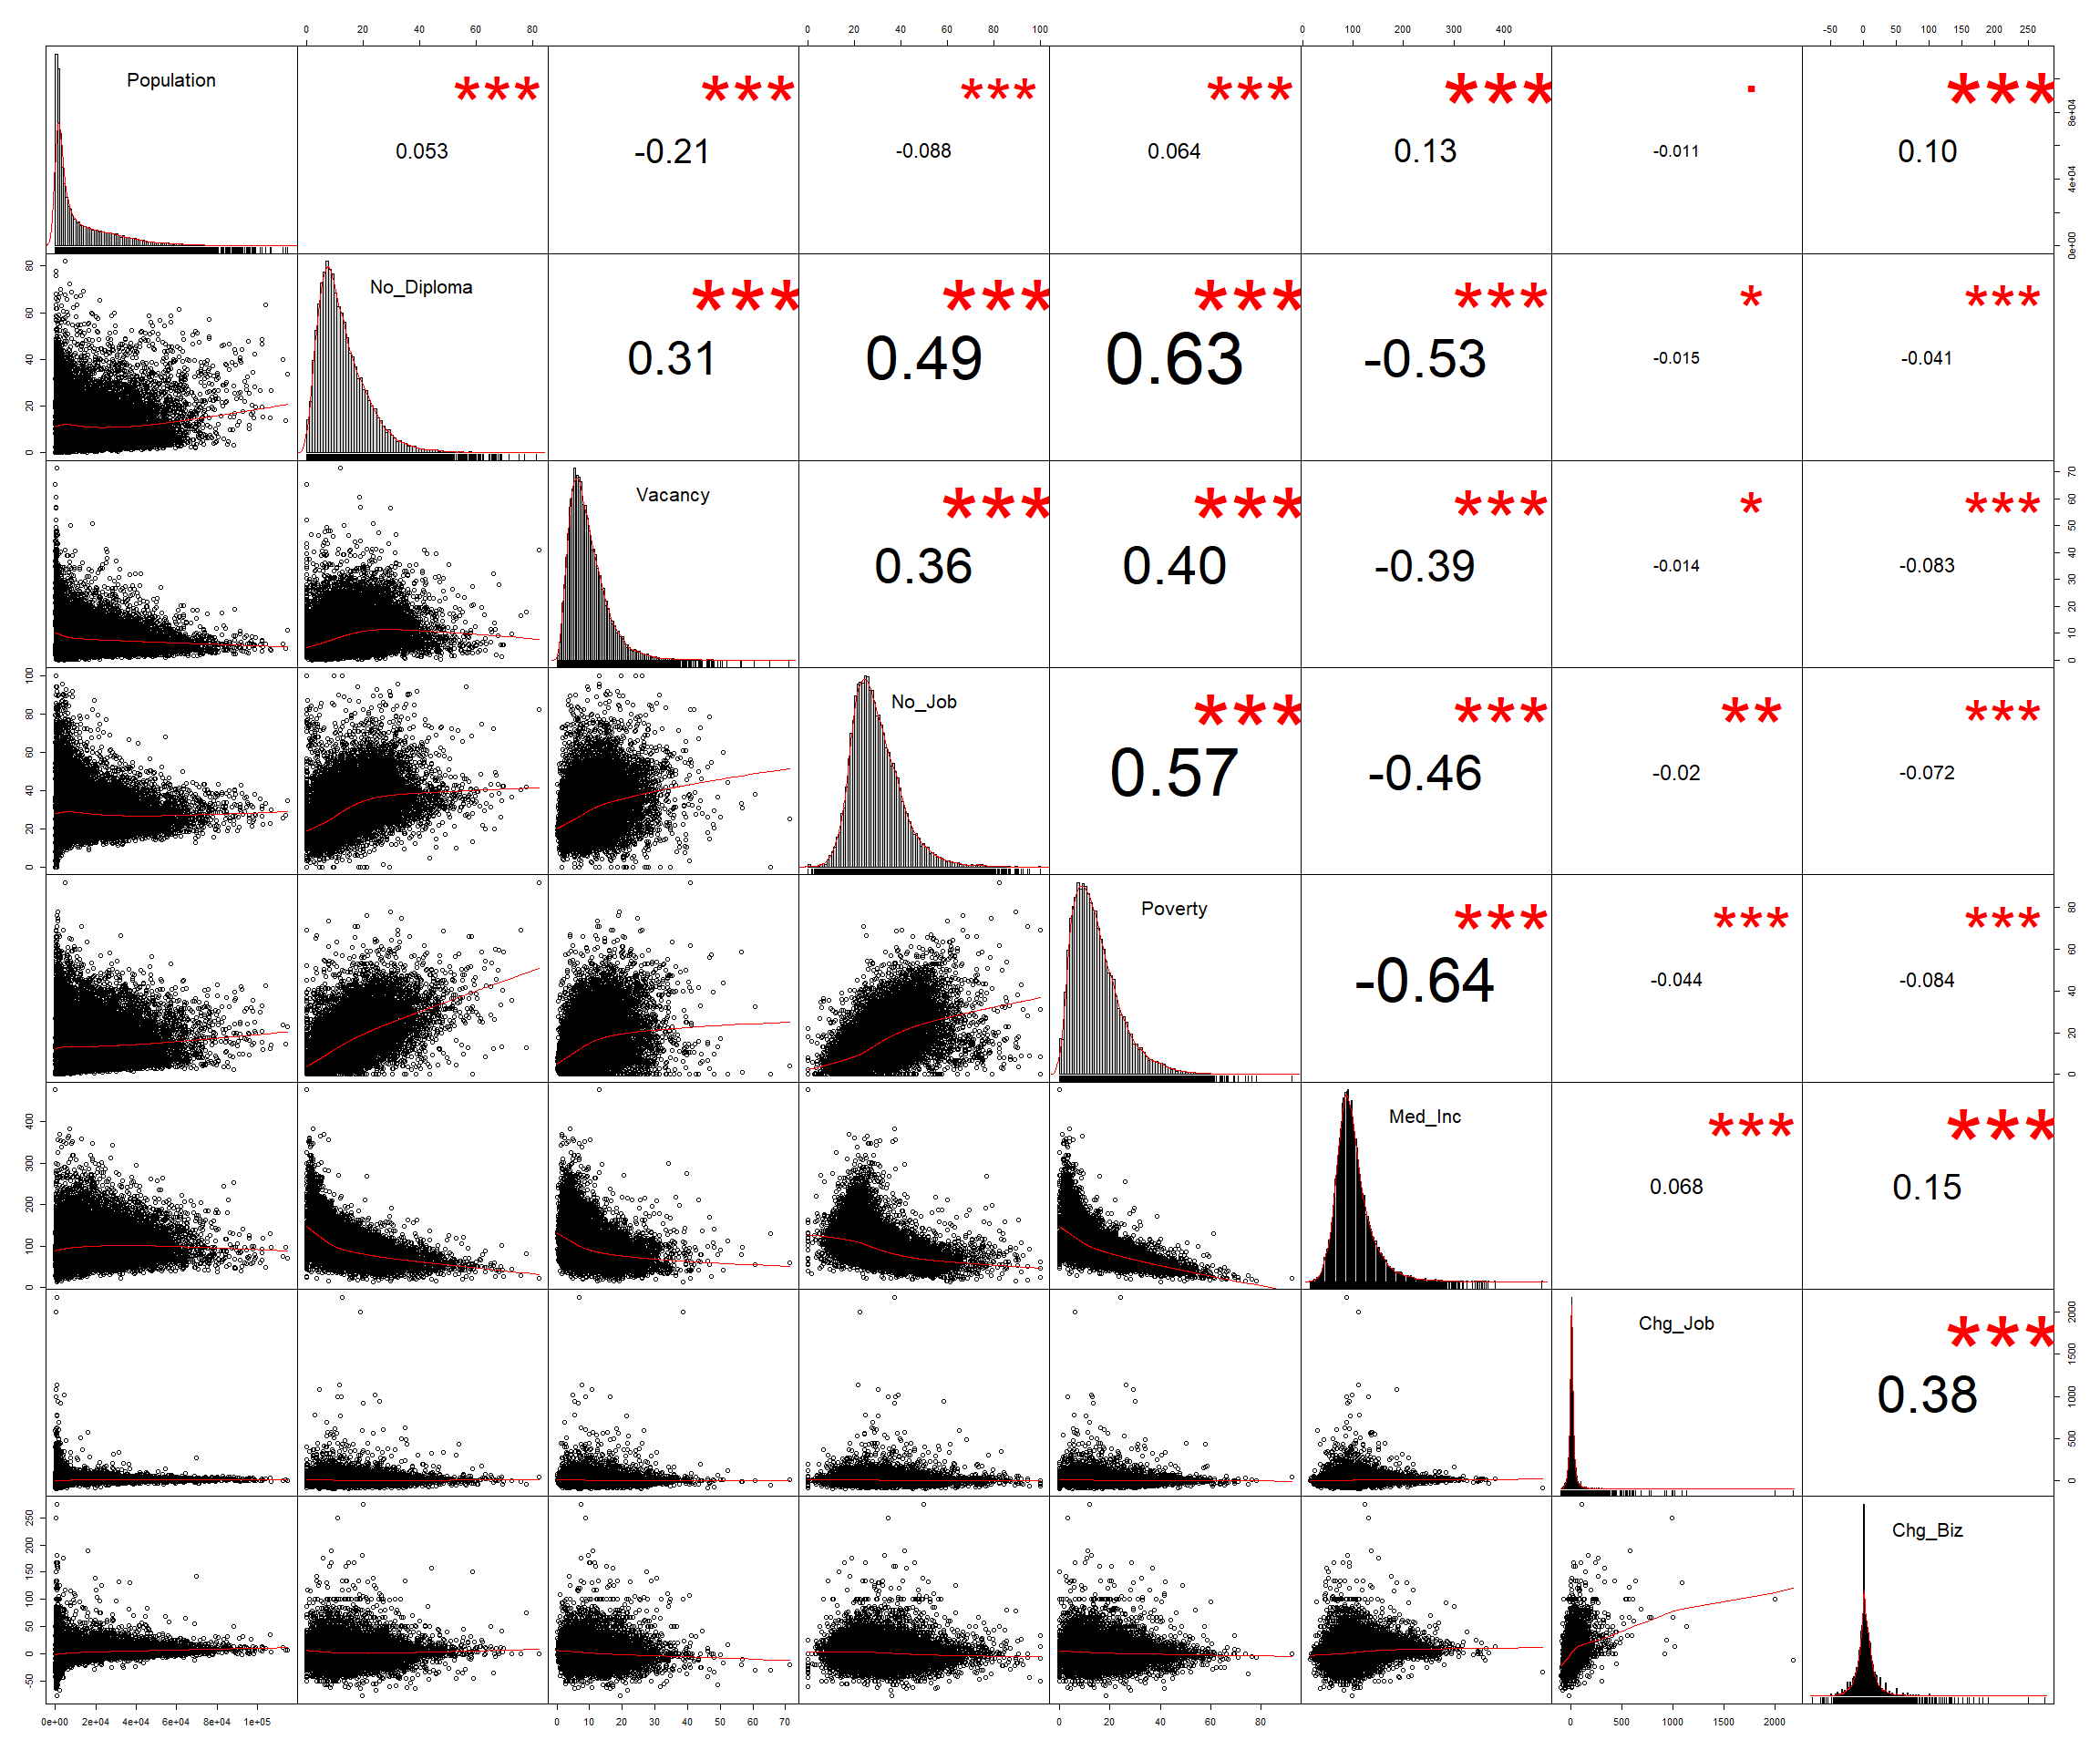 0 20 40 60 80 0 20 40 60 80 100 0 100 200 300 400 -50 0 50 100 150 200 250
Population *** *** *** *** *** . ***
0.053 -0.21 -0.088 0.064 0.13 -0.011 0.10
0e+00 4e+04 8e+04
No_Diploma *** *** *** *** * ***
0.31 0.49 0.63 -0.53 -0.015 -0.041
0 20 40 60 80
Vacancy *** *** *** * ***
0.36 0.40 -0.39 -0.014 -0.083
0 10 20 30 40 50 60 70
No_Job *** *** ** ***
0.57 -0.46 -0.02 -0.072
0 20 40 60 80 100
Poverty *** *** ***
-0.64 -0.044 -0.084
0 20 40 60 80
Med_Inc *** ***
0.068 0.15
0 100 200 300 400
Chg_Job ***
0.38
0 500 1000 1500 2000
Chg_Biz
-50 0 50 100 150 200 250
0e+00 2e+04 4e+04 6e+04 8e+04 1e+05 0 10 20 30 40 50 60 70 0 20 40 60 80 0 500 1000 1500 2000